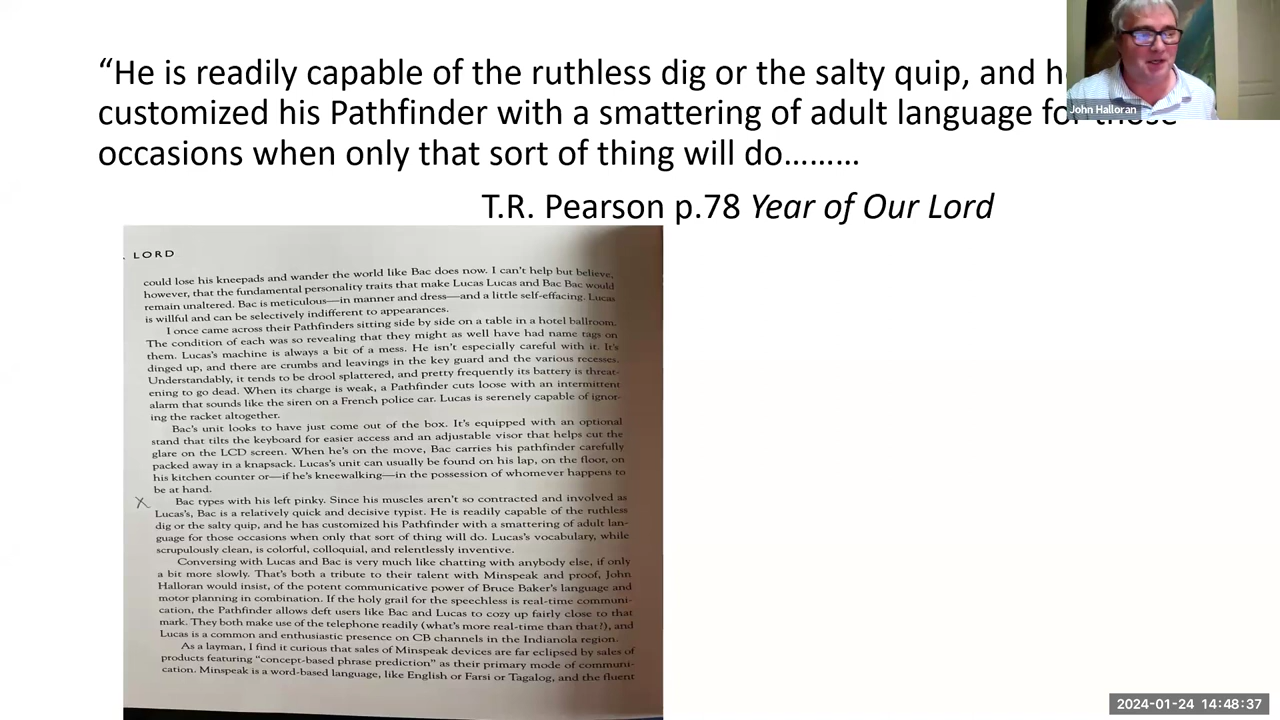 “He is readily capable of the ruthless dig or the salty quip, and h
customized his Pathfinder with a smattering of adult language for those
occasions when only that sort of thing will do………
T.R. Pearson p.78 Year of Our Lord
John Halloran
. LORD
could lose his kneepads and wander the world like Bac does now. I can't help but believe,
however, that the fundamental personality traits that make Lucas Lucas and Bac Bac would
remain unaltered. Bac is meticulous—in manner and dress—and a little self-effacing. Lucas
is willful and can be selectively indifferent to appearances.
I once came across their Pathfinders sitting side by side on a table in a hotel ballroom.
The condition of each was so revealing that they might as well have had name tags on
them. Lucas's machine is always a bit of a mess. He isn't especially careful with it. It's
dinged up, and there are crumbs and leavings in the key guard and the various recesses.
Understandably, it tends to be drool splattered, and pretty frequently its battery is threat-
ening to go dead. When its charge is weak, a Pathfinder cuts loose with an intermittent
alarm that sounds like the siren on a French police car. Lucas is serenely capable of ignor-
ing the racket altogether.
Bac's unit looks to have just come out of the box. It's equipped with an optional
stand that tilts the keyboard for easier access and an adjustable visor that helps cut the
glare on the LCD screen. When he's on the move, Bac carries his pathfinder carefully
packed away in a knapsack. Lucas's unit can usually be found on his lap, on the floor, on
his kitchen counter or—if he's kneewalking—in the possession of whomever happens to
be at hand.
X
Bac types with his left pinky. Since his muscles aren't so contracted and involved as
Lucas's, Bac is a relatively quick and decisive typist. He is readily capable of the ruthless
dig or the salty quip, and he has customized his Pathfinder with a smattering of adult lan-
guage for those occasions when only that sort of thing will do. Lucas's vocabulary, while
scrupulously clean, is colorful, colloquial, and relentlessly inventive.
Conversing with Lucas and Bac is very much like chatting with anybody else, if only
a bit more slowly. That's both a tribute to their talent with Minspeak and proof, John
Halloran would insist, of the potent communicative power of Bruce Baker's language and
motor planning in combination. If the holy grail for the speechless is real-time communi-
cation, the Pathfinder allows deft users like Bac and Lucas to cozy up fairly close to that
mark. They both make use of the telephone readily (what's more real-time than that?), and
Lucas is a common and enthusiastic presence on CB channels in the Indianola region.
As a layman, I find it curious that sales of Minspeak devices are far eclipsed by sales of
products featuring “concept-based phrase prediction” as their primary mode of communi-
cation. Minspeak is a word-based language, like English or Farsi or Tagalog, and the fluent
2024-01-24 14:48:37